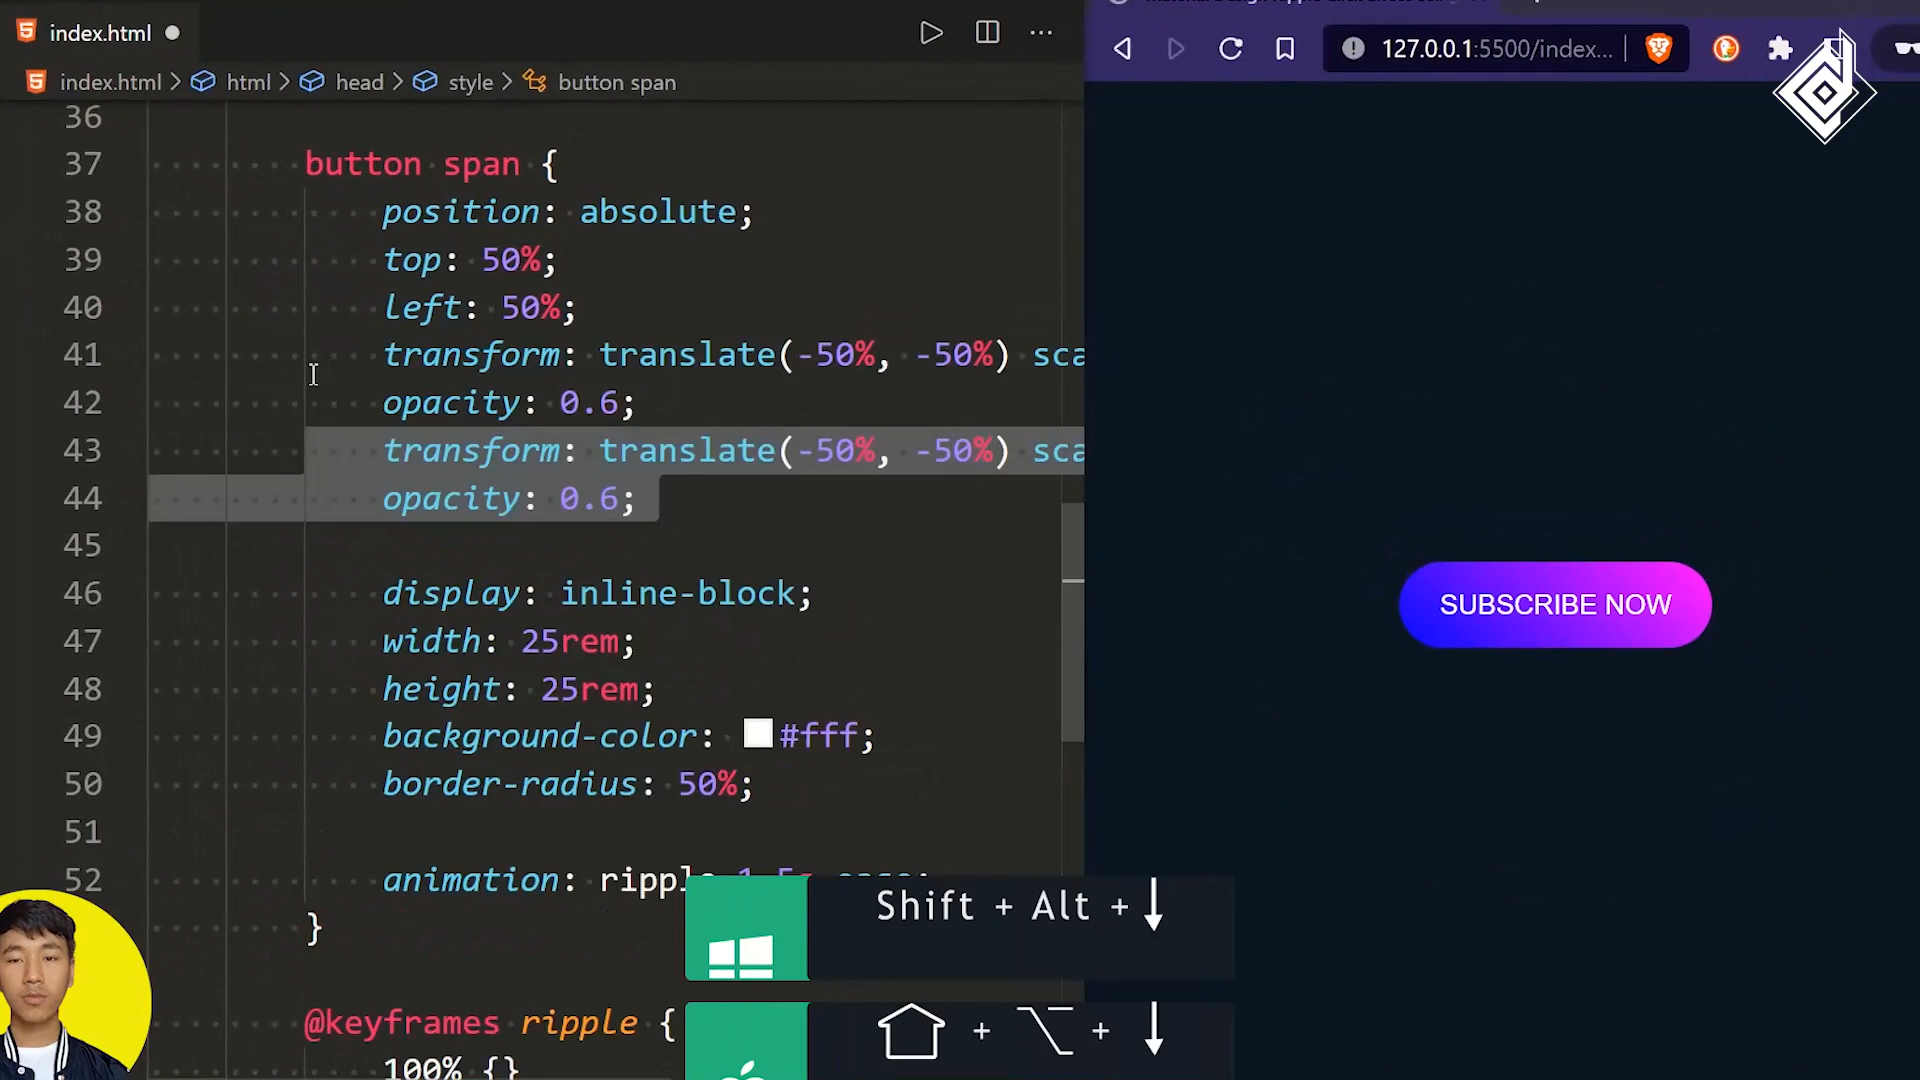 index.html
127.0.0.1:5500/index...
index.html > html > head > style > button span
36
37 button span {
38 position: absolute;
39 top: 50%;
40 left: 50%;
41 transform: translate(-50%, -50%) sca
42 opacity: 0.6;
43 transform: translate(-50%, -50%) sca
44 opacity: 0.6;
45
46 display: inline-block;
47 width: 25rem;
48 height: 25rem;
49 background-color: #fff;
50 border-radius: 50%;
51
52 animation: ripple 1.5s ease;
}
@keyframes ripple {
100% {}
SUBSCRIBE NOW
Shift + Alt + ↓
+ ⌥ + ↓